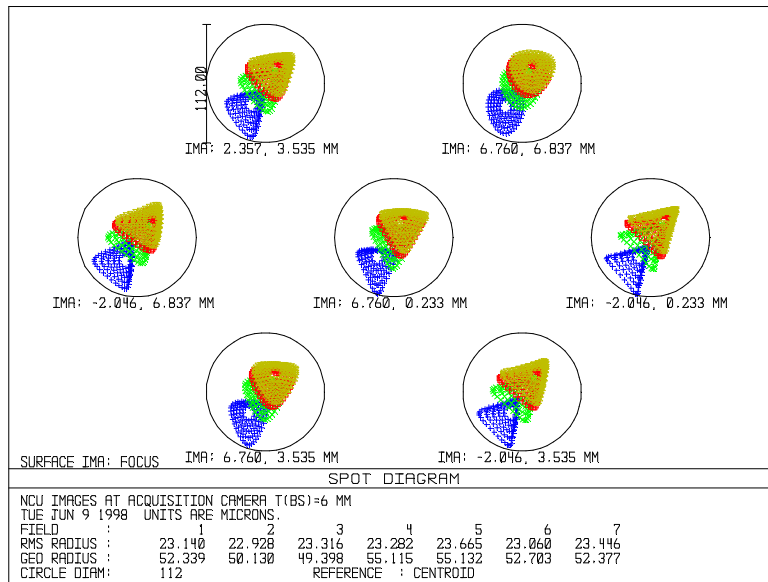 112.00
IMA: 2.357, 3.535 MM
IMA: 6.760, 6.837 MM
IMA: -2.046, 6.837 MM
IMA: 6.760, 0.233 MM
IMA: -2.046, 0.233 MM
IMA: 6.760, 3.535 MM
IMA: -2.046, 3.535 MM
SURFACE IMA: FOCUS
SPOT DIAGRAM
NCU IMAGES AT ACQUISITION CAMERA T(BS)=6 MM
TUE JUN 9 1998 UNITS ARE MICRONS.
FIELD : 1 2 3 4 5 6 7
RMS RADIUS : 23.140 22.928 23.316 23.282 23.665 23.060 23.446
GEO RADIUS : 52.339 50.130 49.398 55.115 55.132 52.703 52.377
CIRCLE DIAM: 112 REFERENCE : CENTROID